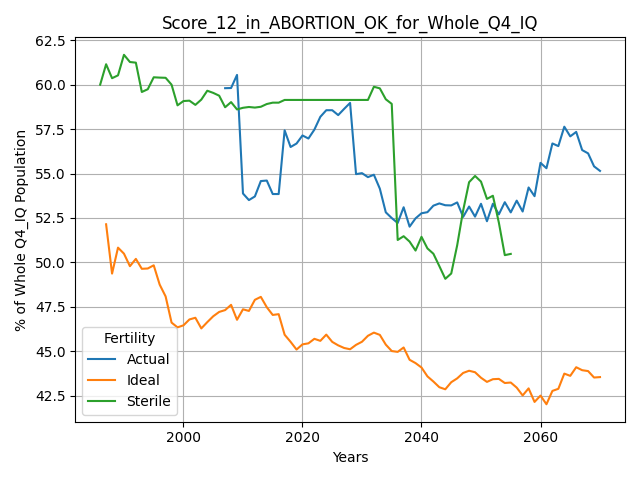 Score_12_in_ABORTION_OK_for_Whole_Q4_IQ
% of Whole Q4_IQ Population
62.5
60.0
57.5
55.0
52.5
50.0
47.5
45.0
42.5
Fertility
Actual
Ideal
Sterile
2000
2020
2040
2060
Years